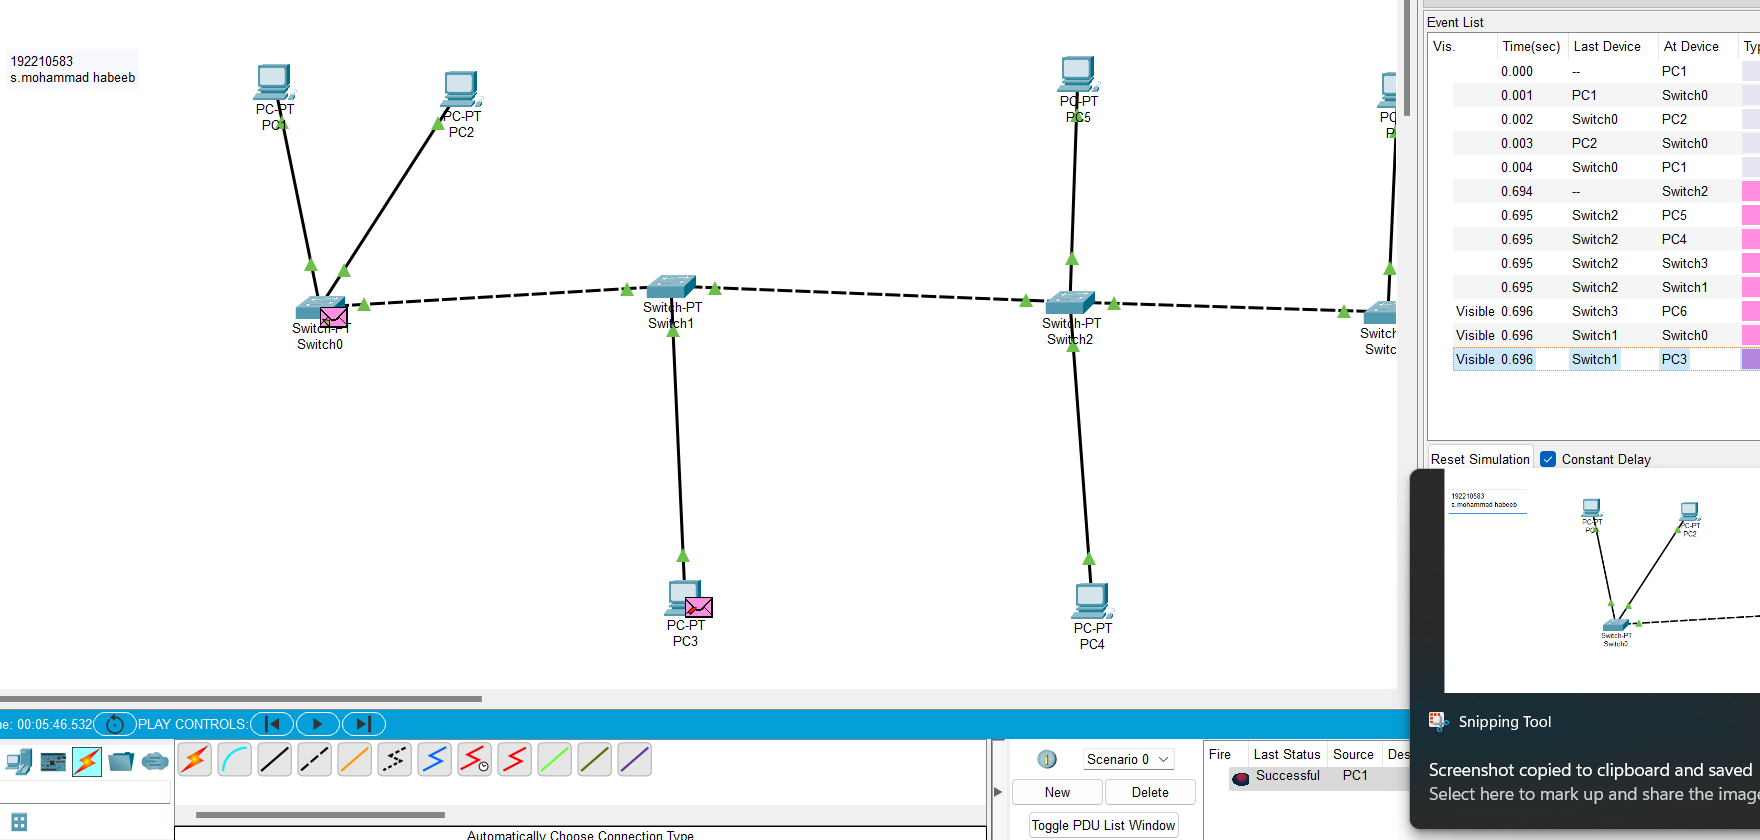 192210583
s.mohammad habeeb
PC-PT
PC1
PC-PT
PC2
PC-PT
PC5
PC
P
Switch-PT
Switch0
Switch-PT
Switch1
Switch-PT
Switch2
Switch
Switc
PC-PT
PC3
PC-PT
PC4
Event List
Vis. Time(sec) Last Device At Device Typ
0.000 -- PC1
0.001 PC1 Switch0
0.002 Switch0 PC2
0.003 PC2 Switch0
0.004 Switch0 PC1
0.694 -- Switch2
0.695 Switch2 PC5
0.695 Switch2 PC4
0.695 Switch2 Switch3
0.695 Switch2 Switch1
Visible 0.696 Switch3 PC6
Visible 0.696 Switch1 Switch0
Visible 0.696 Switch1 PC3
Reset Simulation Constant Delay
192210583
s.mohammad habeeb
PC-PT
PC1
PC-PT
PC2
Switch-PT
Switch0
Snipping Tool
Screenshot copied to clipboard and saved
Select here to mark up and share the image
ne: 00:05:46.532 PLAY CONTROLS:
Scenario 0
New Delete
Toggle PDU List Window
Fire Last Status Source Des
Successful PC1
Automatically Choose Connection Type